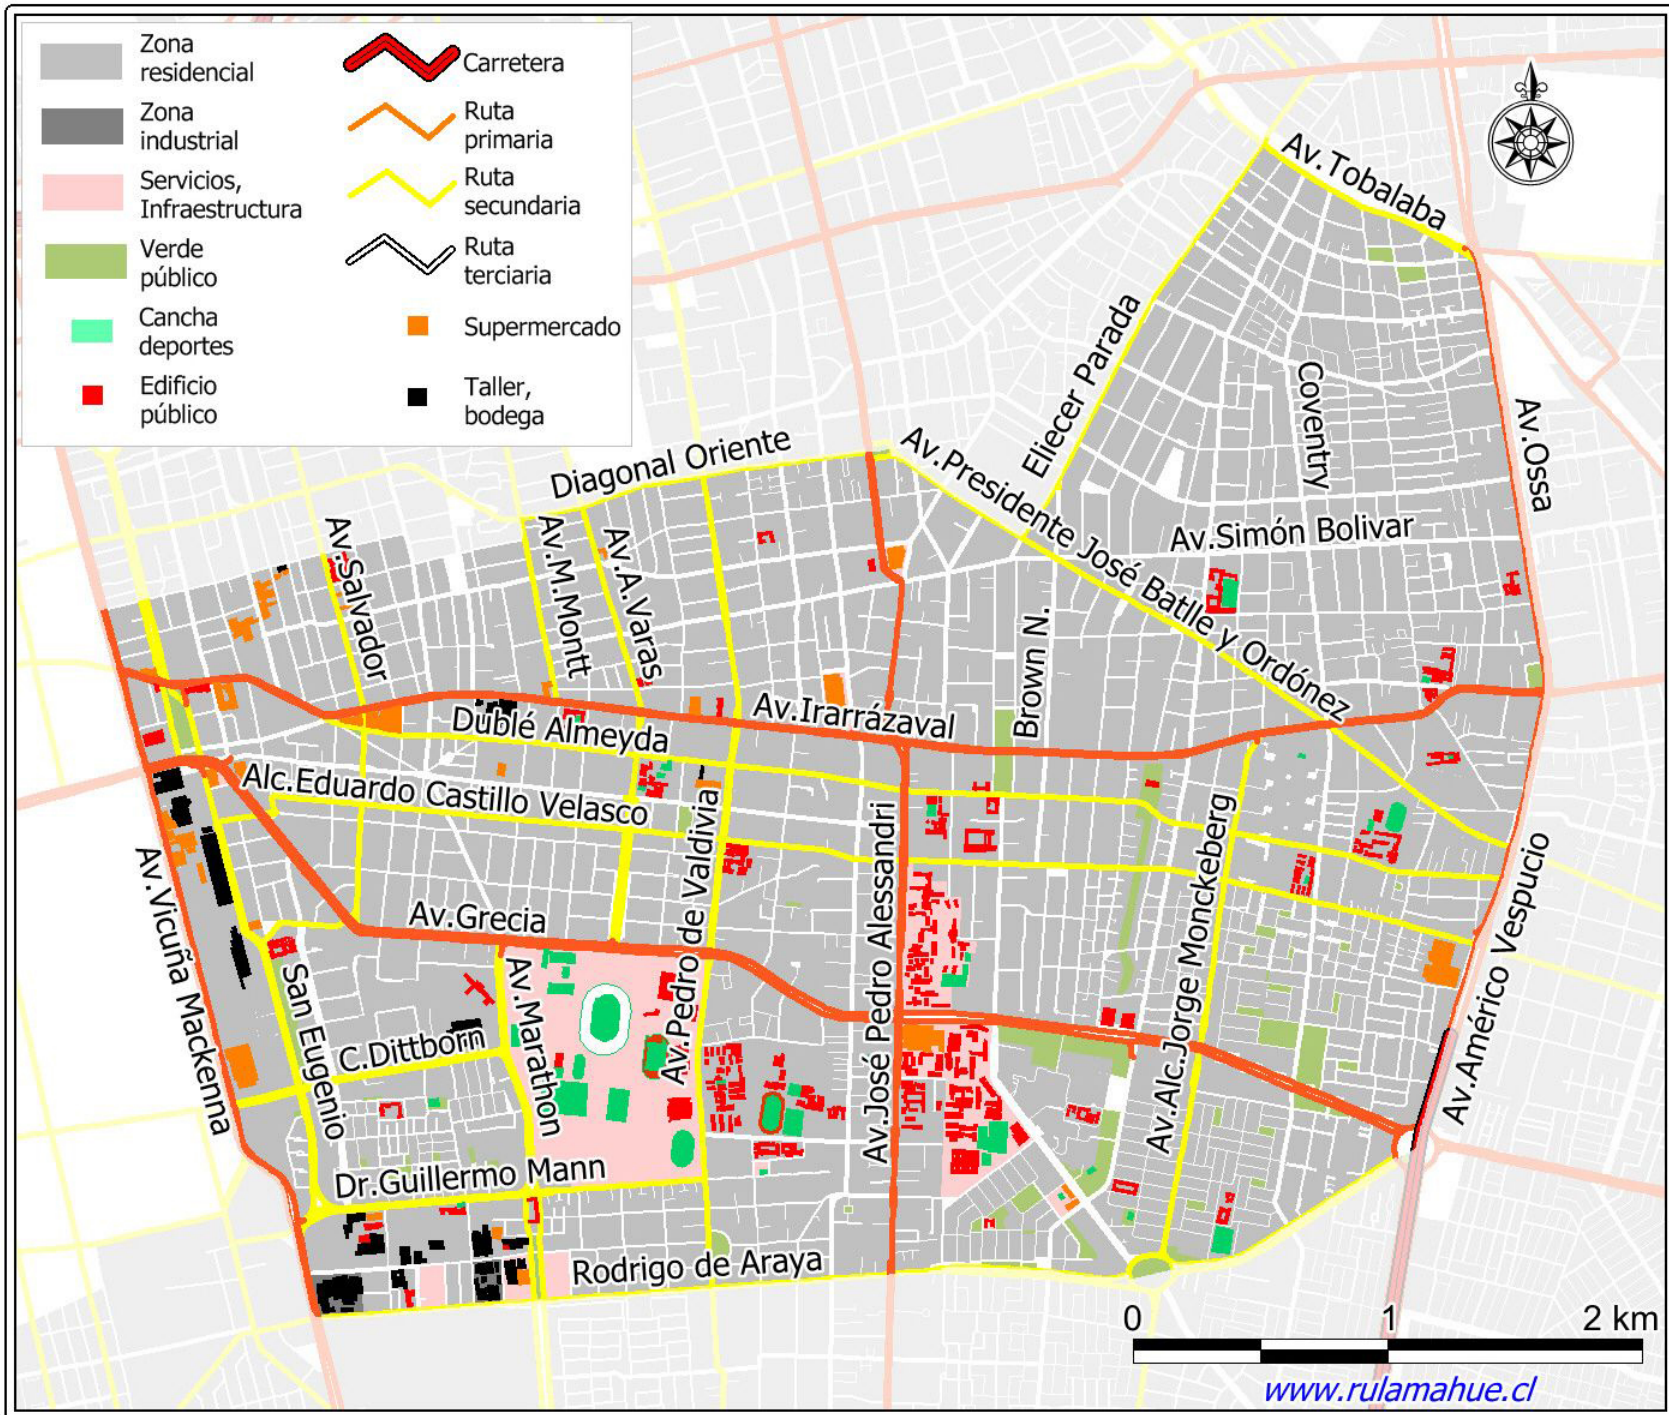 Zona
residencial
Zona
industrial
Servicios,
Infraestructura
Verde
público
Cancha
deportes
Edificio
público
Carretera
Ruta
primaria
Ruta
secundaria
Ruta
terciaria
Supermercado
Taller,
bodega
Av.Tobalaba
Eliecer Parada
Coventry
Av.Ossa
Diagonal Oriente
Av.Presidente José Batlle y Ordónez
Av.Simón Bolivar
Av.Salvador
Av.M.Montt
Av.A.Varas
Brown N.
Av.Irarrázaval
Dublé Almeyda
Alc.Eduardo Castillo Velasco
Av.Pedro de Valdivia
Av.José Pedro Alessandri
Av.Alc.Jorge Monckeberg
Av.Américo Vespucio
Av.Vicuña Mackenna
Av.Grecia
San Eugenio
C.Dittborn
Av.Marathon
Dr.Guillermo Mann
Rodrigo de Araya
0 1 2 km
www.rulamahue.cl